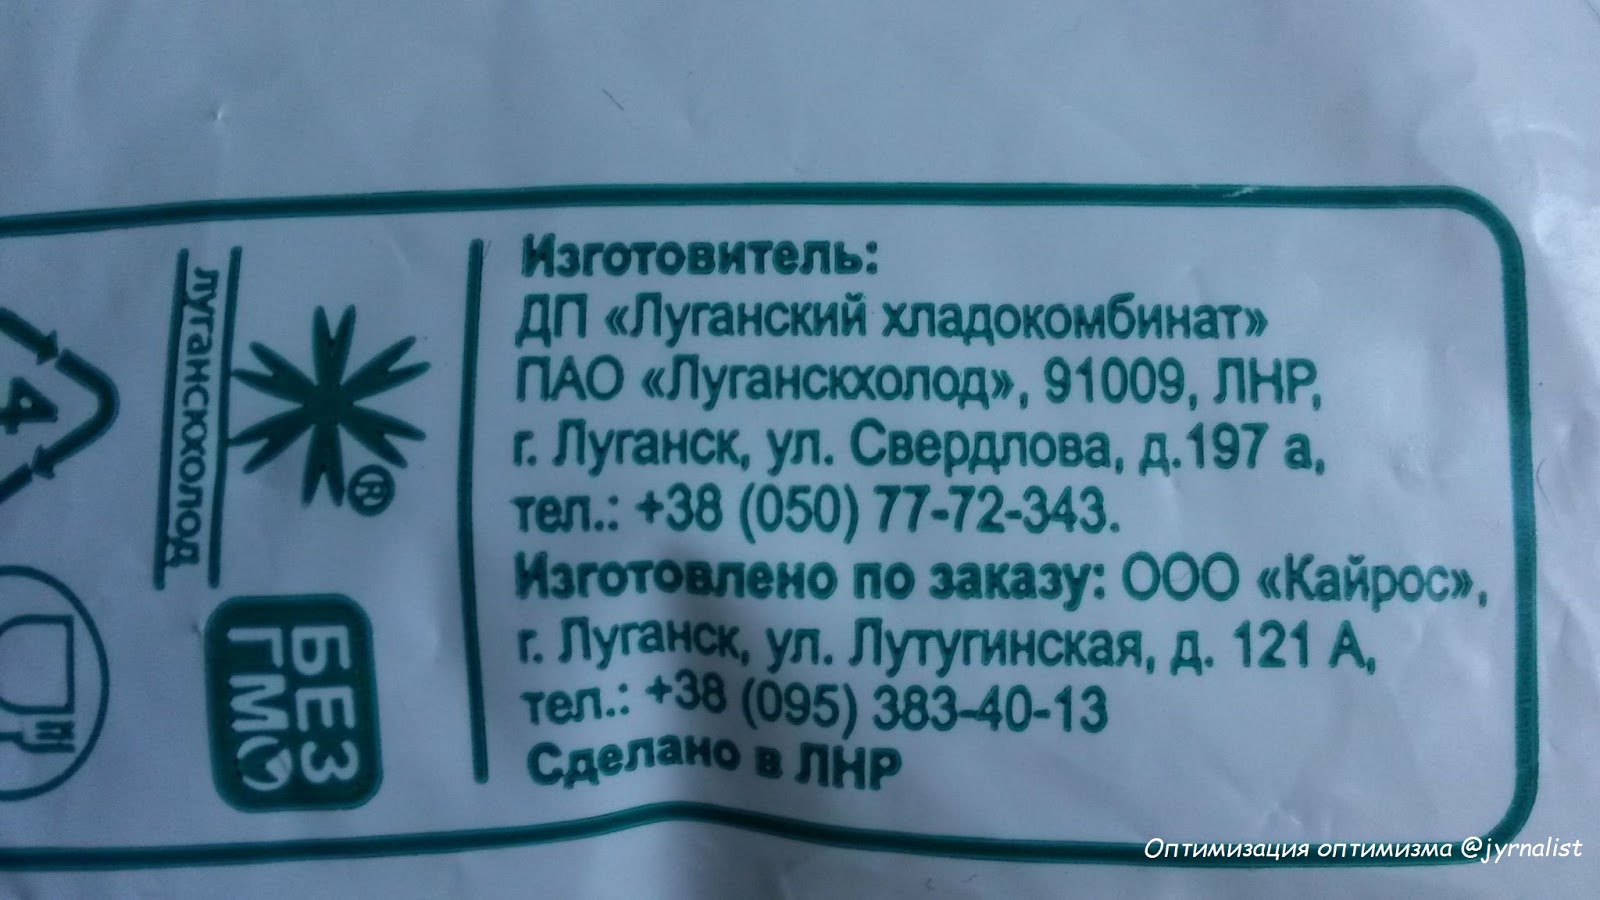 Изготовитель:
ДП «Луганский хладокомбинат»
ПАО «Луганскхолод», 91009, ЛНР,
г. Луганск, ул. Свердлова, д.197 а,
тел.: +38 (050) 77-72-343.
Изготовлено по заказу: ООО «Кайрос»,
г. Луганск, ул. Лутугинская, д. 121 А,
тел.: +38 (095) 383-40-13
Сделано в ЛНР
луганскхолод
®
БЕЗ
ГМО
4
Оптимизация оптимизма @jyrnalist